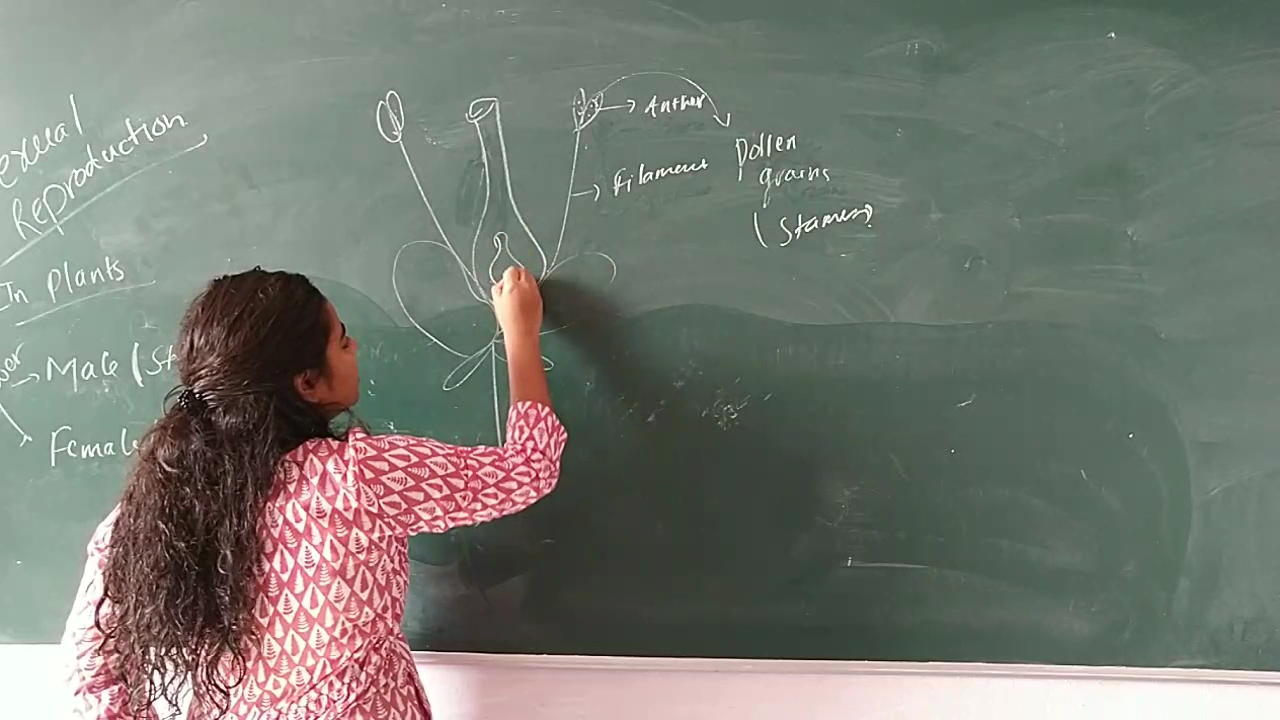 exual
Reproduction
In Plants
Male (St
Female
Anther
Filament
Pollen
grains
(Stamen)